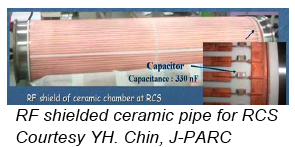 Capacitor
Capacitance : 330 nF
RF shield of ceramic chamber at RCS
RF shielded ceramic pipe for RCS
Courtesy YH. Chin, J-PARC